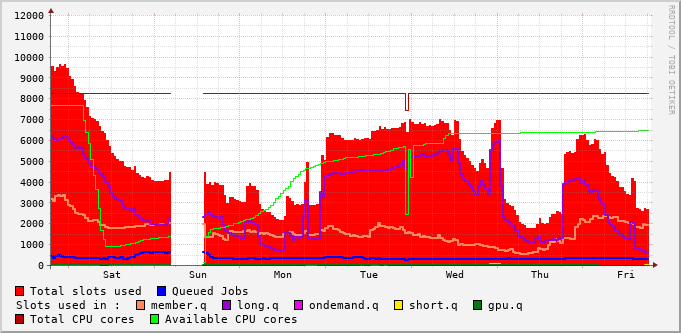 12000
11000
10000
9000
8000
7000
6000
5000
4000
3000
2000
1000
0
Sat Sun Mon Tue Wed Thu Fri
RRDTOOL / TOBI OETIKER
Total slots used Queued Jobs
Slots used in : member.q long.q ondemand.q short.q gpu.q
Total CPU cores Available CPU cores